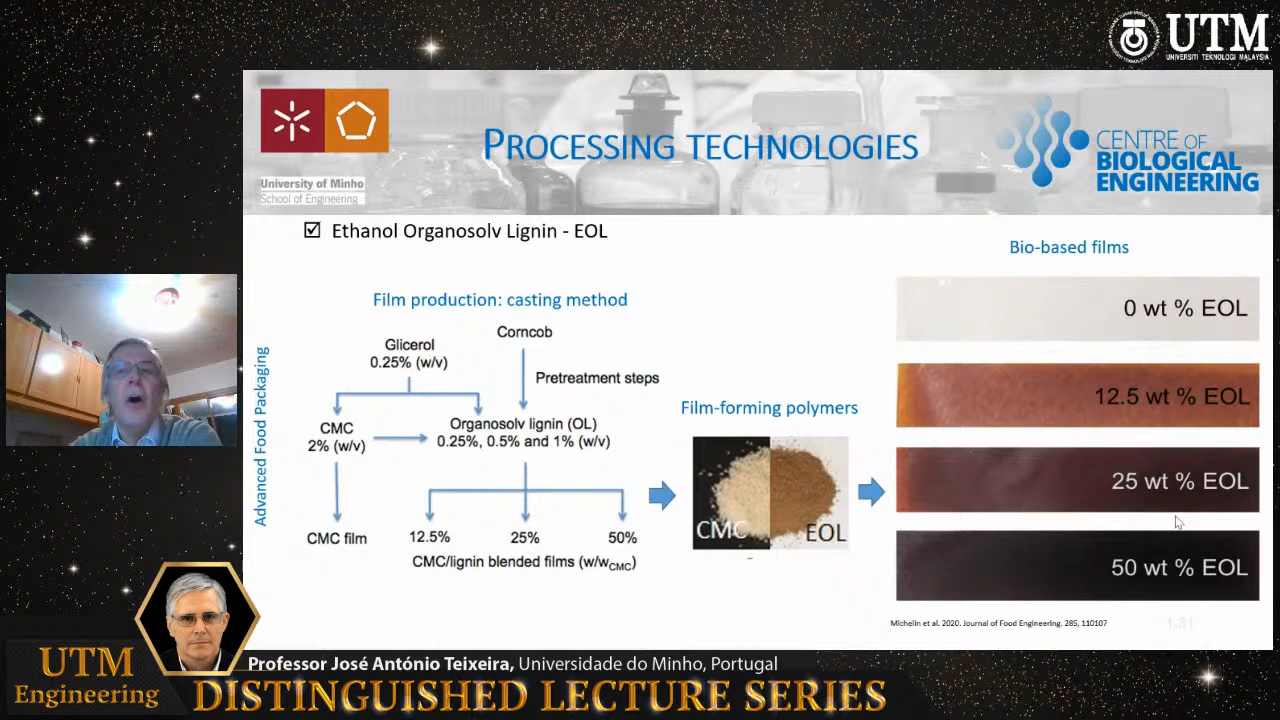 UTM
UNIVERSITI TEKNOLOGI MALAYSIA
PROCESSING TECHNOLOGIES
CENTRE OF
BIOLOGICAL
ENGINEERING
University of Minho
School of Engineering
Ethanol Organosolv Lignin - EOL
Bio-based films
Film production: casting method
Advanced Food Packaging
Glicerol
0.25% (w/v)
Corncob
Pretreatment steps
CMC
2% (w/v)
Organosolv lignin (OL)
0.25%, 0.5% and 1% (w/v)
CMC film
12.5%
25%
50%
CMC/lignin blended films (w/wCMC)
Film-forming polymers
CMC
EOL
0 wt % EOL
12.5 wt % EOL
25 wt % EOL
50 wt % EOL
Michelin et al. 2020. Journal of Food Engineering. 285, 110107
1.31
UTM
Engineering
Professor José António Teixeira, Universidade do Minho, Portugal
DISTINGUISHED LECTURE SERIES